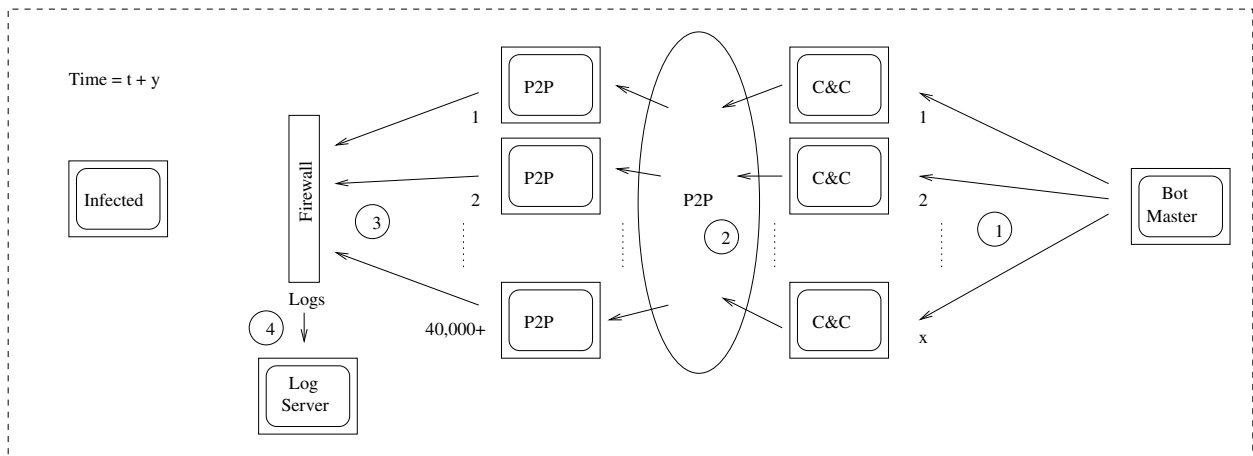 Time = t + y
Infected
Firewall
Logs
4
Log
Server
3
P2P
1
P2P
2
P2P
40,000+
P2P
2
C&C
1
C&C
2
C&C
x
1
Bot
Master